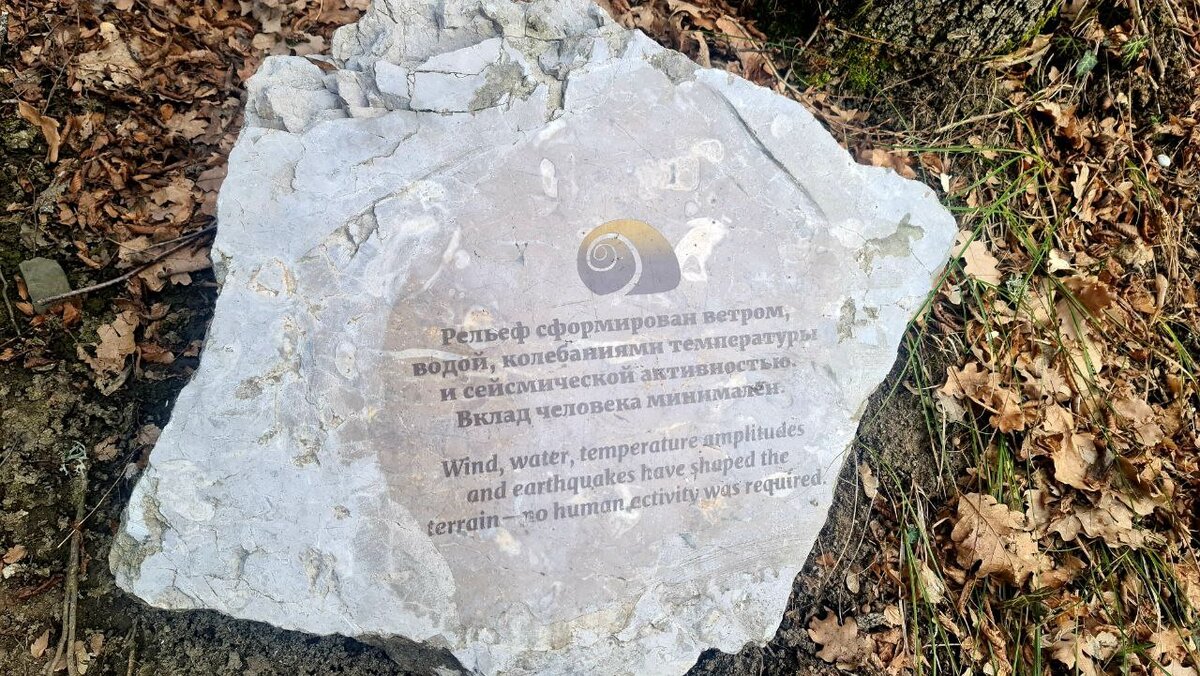 Рельеф сформирован ветром,
водой, колебаниями температуры
и сейсмической активностью.
Вклад человека минимален.
Wind, water, temperature amplitudes
and earthquakes have shaped the
terrain – no human activity was required.